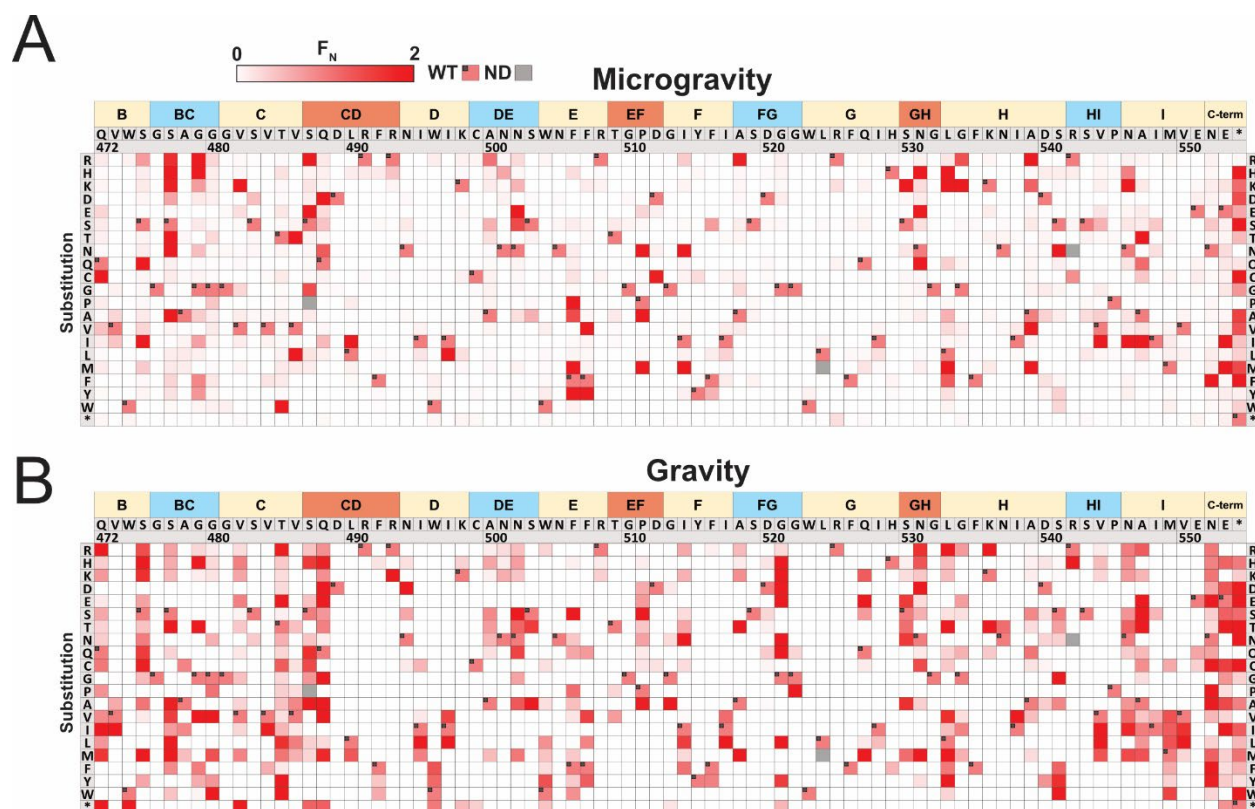 A
0 F_N 2
WT ND
Microgravity
B BC C CD D DE E EF F FG G GH H HI I C-term
Q V W S G S A G G G V S V T V S Q D L R F R N I W I K C A N N S W N F F R T G P D G I Y F I A S D G G W L R F Q I H S N G L G F K N I A D S R S V P N A I M V E N E *
472 480 490 500 510 520 530 540 550
Substitution
R R
H H
K K
D D
E E
S S
T T
N N
Q Q
C C
G G
P P
A A
V V
I I
L L
M M
F F
Y Y
W W
* *
B
Gravity
B BC C CD D DE E EF F FG G GH H HI I C-term
Q V W S G S A G G G V S V T V S Q D L R F R N I W I K C A N N S W N F F R T G P D G I Y F I A S D G G W L R F Q I H S N G L G F K N I A D S R S V P N A I M V E N E *
472 480 490 500 510 520 530 540 550
Substitution
R R
H H
K K
D D
E E
S S
T T
N N
Q Q
C C
G G
P P
A A
V V
I I
L L
M M
F F
Y Y
W W
* *